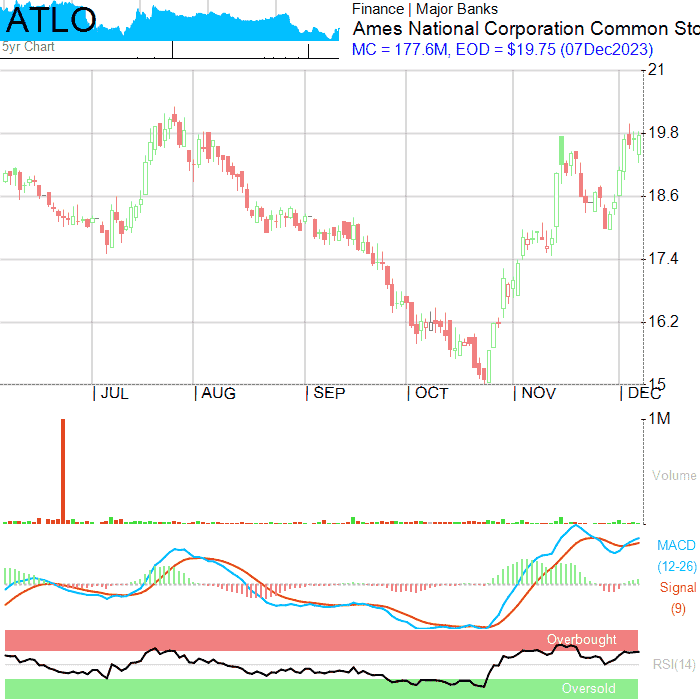 ATLO
5yr Chart
Finance | Major Banks
Ames National Corporation Common Sto
MC = 177.6M, EOD = $19.75 (07Dec2023)
21
19.8
18.6
17.4
16.2
15
JUL AUG SEP OCT NOV DEC
1M
Volume
MACD
(12-26)
Signal
(9)
Overbought
RSI(14)
Oversold